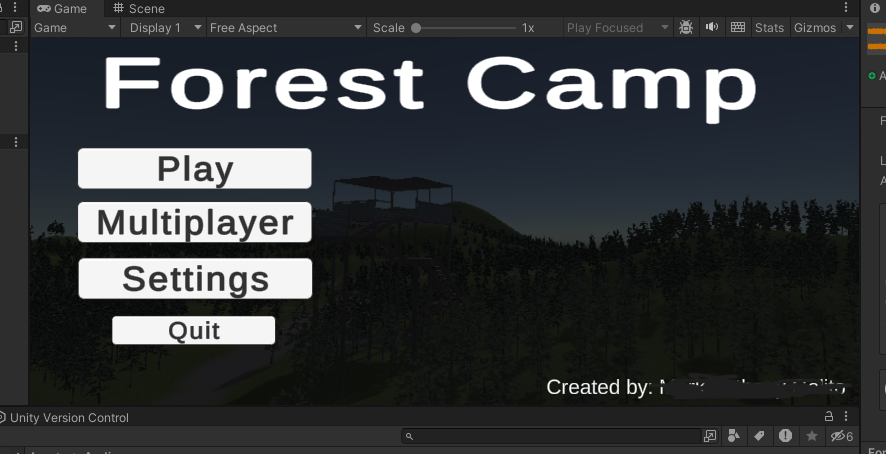 Game
Scene
Game
Display 1
Free Aspect
Scale
1x
Play Focused
Stats
Gizmos
Forest Camp
Play
Multiplayer
Settings
Quit
Created by:
Unity Version Control
6